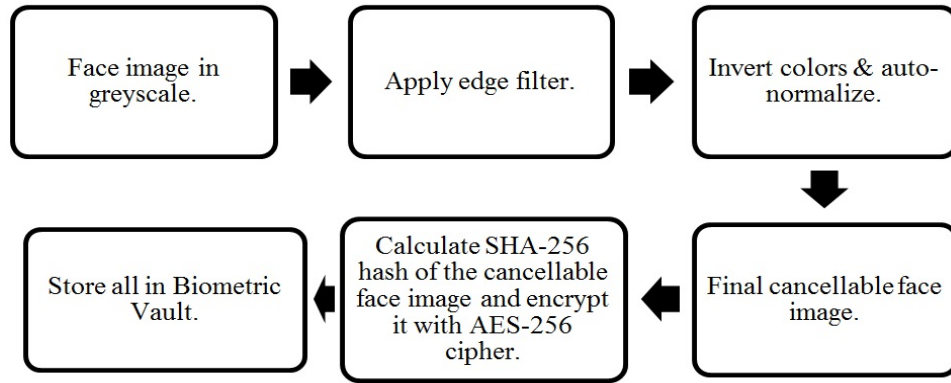 Face image in
greyscale.
Apply edge filter.
Invert colors & auto-
normalize.
Final cancellable face
image.
Calculate SHA-256
hash of the cancellable
face image and encrypt
it with AES-256
cipher.
Store all in Biometric
Vault.